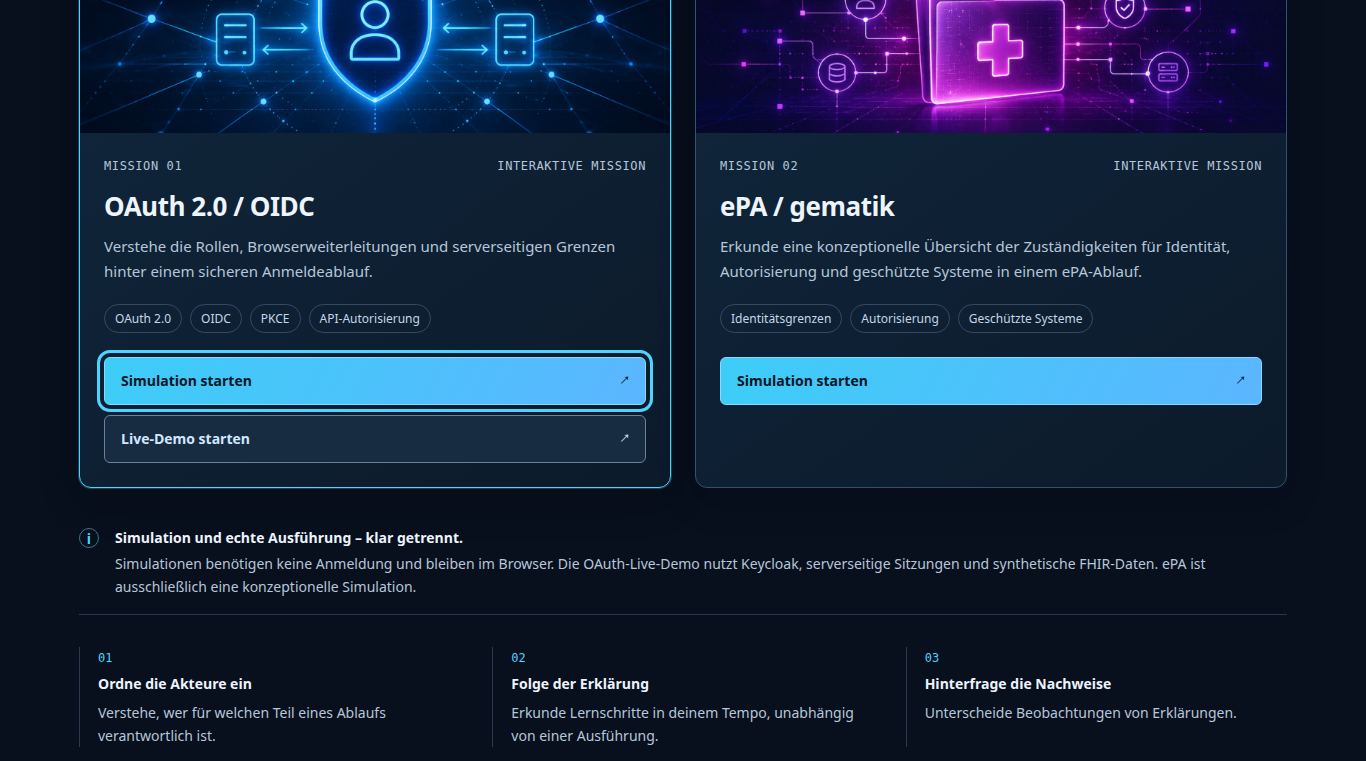 MISSION 01
INTERAKTIVE MISSION
OAuth 2.0 / OIDC
Verstehe die Rollen, Browserweiterleitungen und serverseitigen Grenzen
hinter einem sicheren Anmeldeablauf.
OAuth 2.0
OIDC
PKCE
API-Autorisierung
Simulation starten
Live-Demo starten
MISSION 02
INTERAKTIVE MISSION
ePA / gematik
Erkunde eine konzeptionelle Übersicht der Zuständigkeiten für Identität,
Autorisierung und geschützte Systeme in einem ePA-Ablauf.
Identitätsgrenzen
Autorisierung
Geschützte Systeme
Simulation starten
Simulation und echte Ausführung – klar getrennt.
Simulationen benötigen keine Anmeldung und bleiben im Browser. Die OAuth-Live-Demo nutzt Keycloak, serverseitige Sitzungen und synthetische FHIR-Daten. ePA ist
ausschließlich eine konzeptionelle Simulation.
01
Ordne die Akteure ein
Verstehe, wer für welchen Teil eines Ablaufs
verantwortlich ist.
02
Folge der Erklärung
Erkunde Lernschritte in deinem Tempo, unabhängig
von einer Ausführung.
03
Hinterfrage die Nachweise
Unterscheide Beobachtungen von Erklärungen.